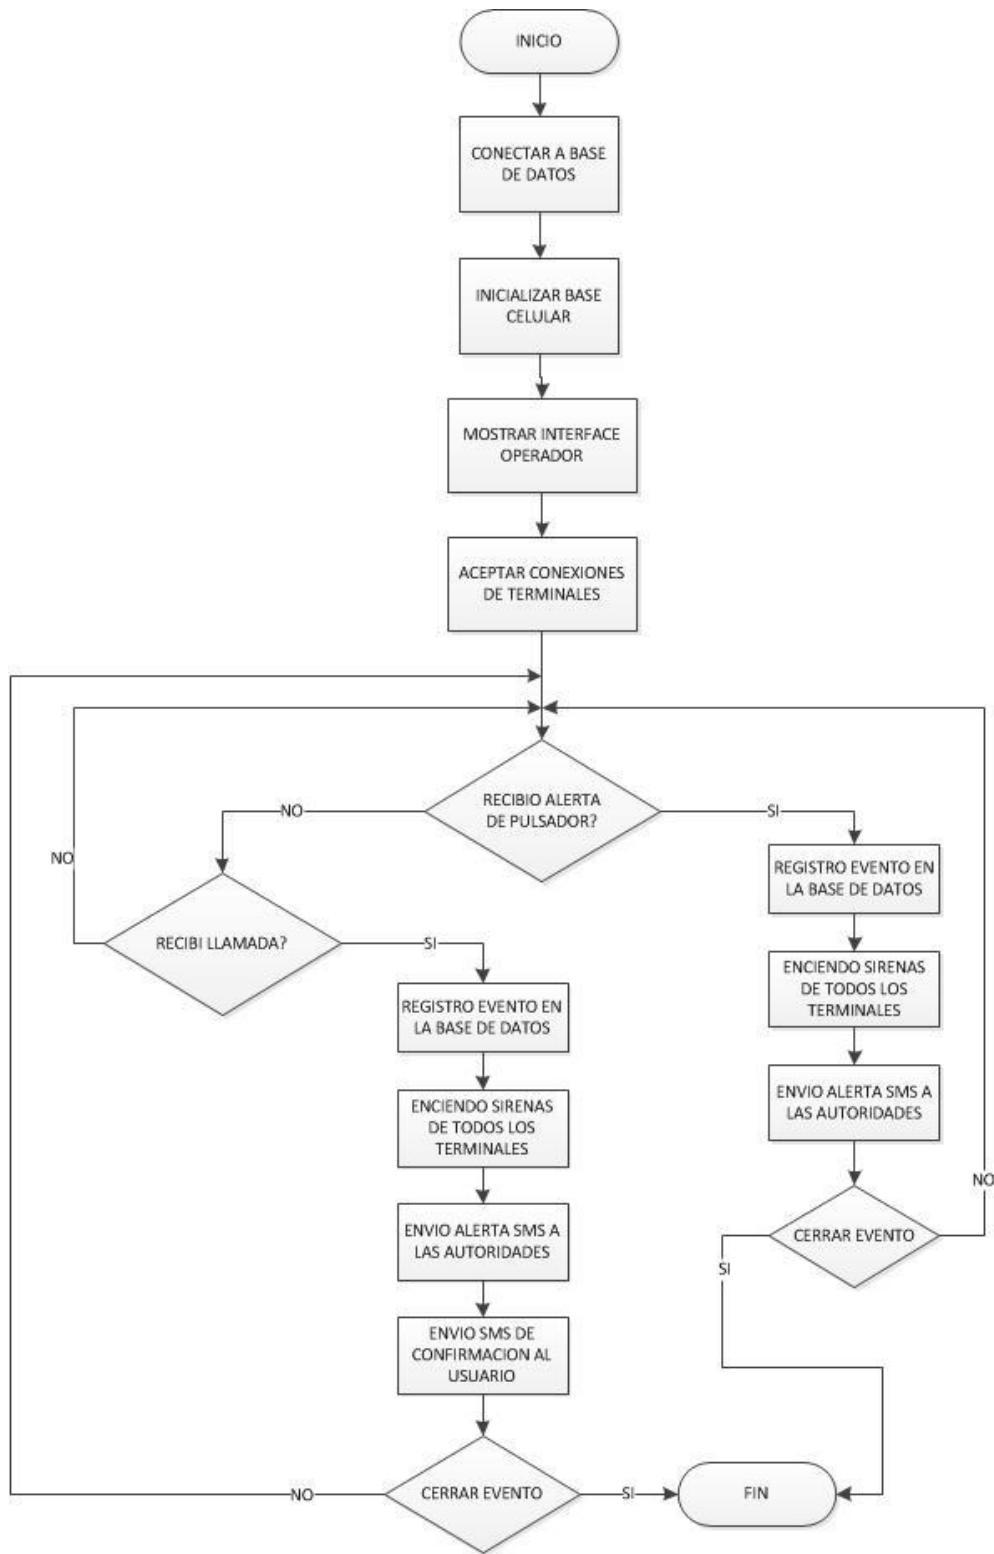 INICIO
CONECTAR A BASE
DE DATOS
INICIALIZAR BASE
CELULAR
MOSTRAR INTERFACE
OPERADOR
ACEPTAR CONEXIONES
DE TERMINALES
RECIBIO ALERTA
DE PULSADOR?
NO
SI
NO
RECIBI LLAMADA?
SI
REGISTRO EVENTO EN
LA BASE DE DATOS
ENCIENDO SIRENAS
DE TODOS LOS
TERMINALES
ENVIO ALERTA SMS A
LAS AUTORIDADES
CERRAR EVENTO
NO
SI
REGISTRO EVENTO EN
LA BASE DE DATOS
ENCIENDO SIRENAS
DE TODOS LOS
TERMINALES
ENVIO ALERTA SMS A
LAS AUTORIDADES
ENVIO SMS DE
CONFIRMACION AL
USUARIO
CERRAR EVENTO
NO
SI
FIN